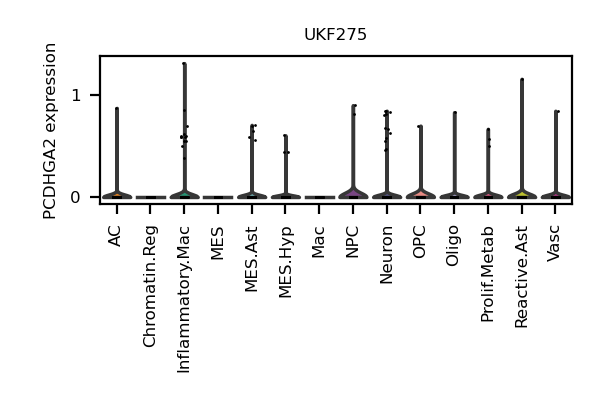 UKF275
PCDHGA2 expression
1
0
AC
Chromatin.Reg
Inflammatory.Mac
MES
MES.Ast
MES.Hyp
Mac
NPC
Neuron
OPC
Oligo
Prolif.Metab
Reactive.Ast
Vasc